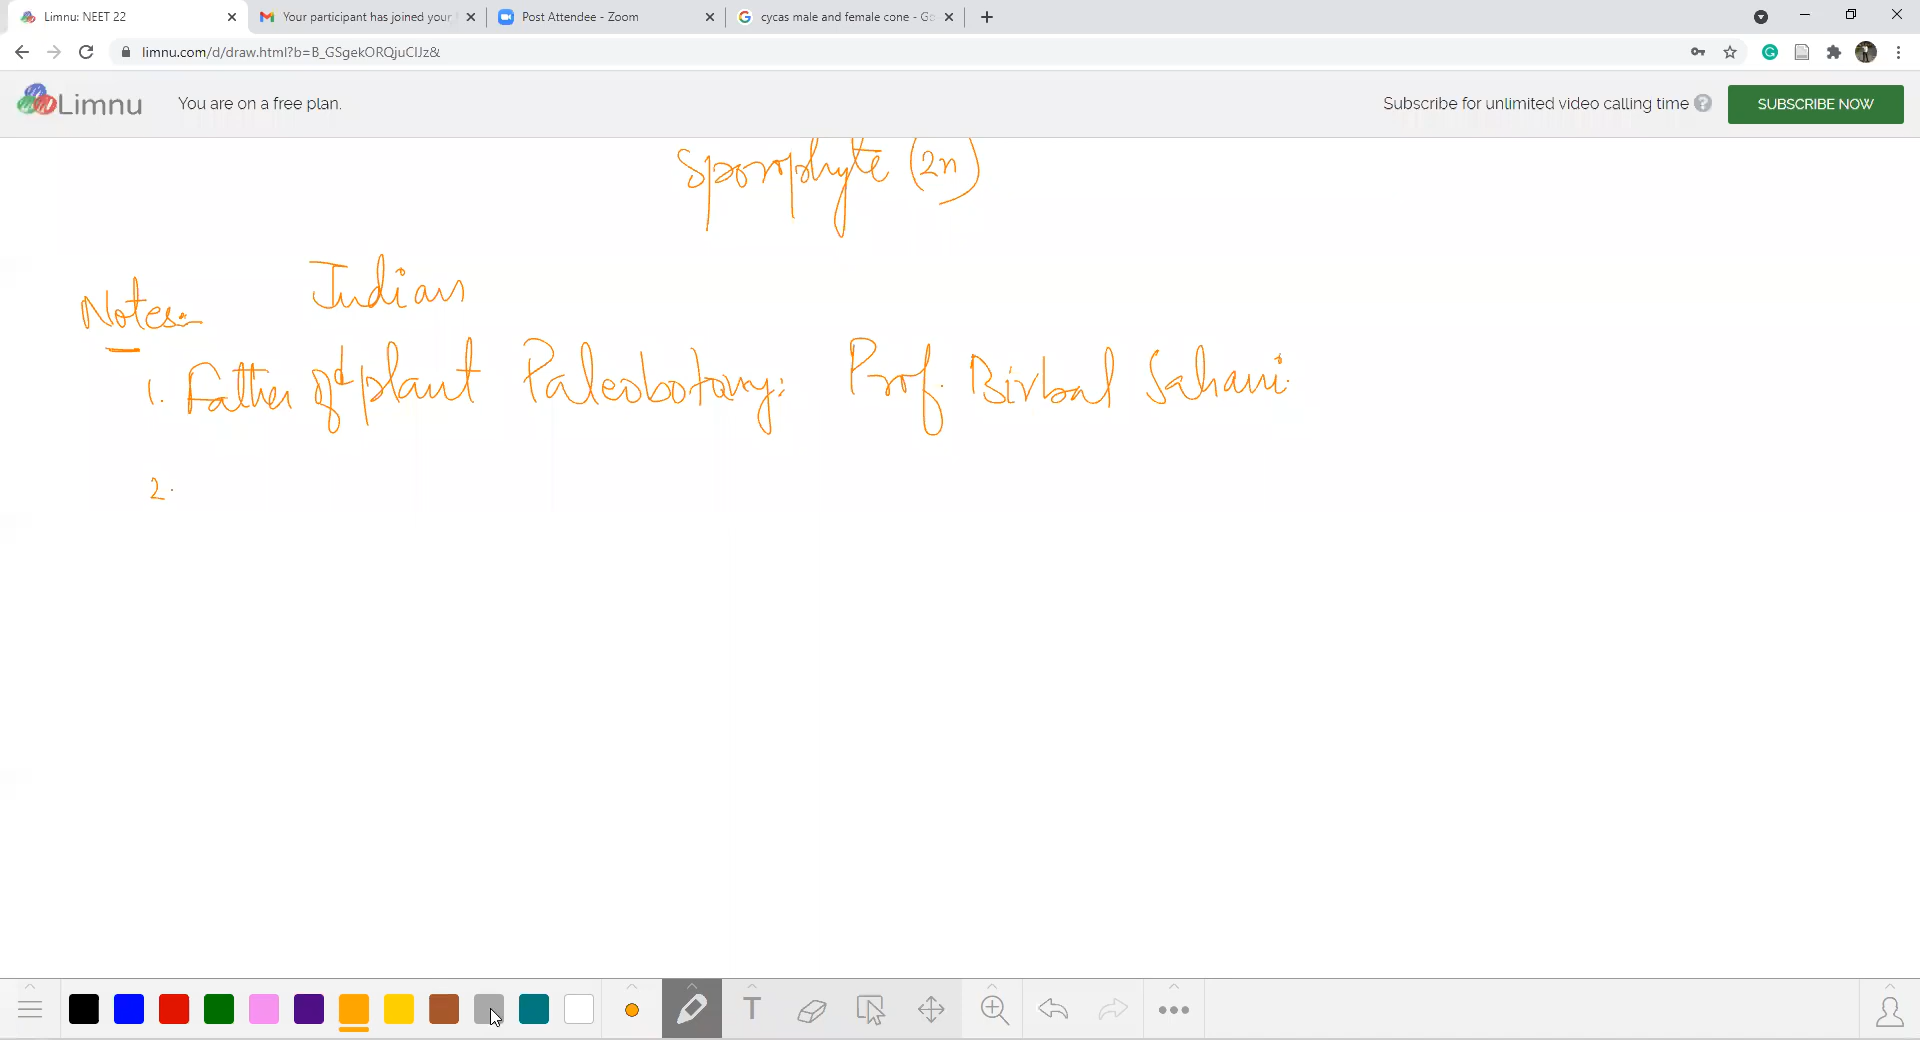 Limnu: NEET 22
Your participant has joined your
Post Attendee - Zoom
cycas male and female cone - Go
limnu.com/d/draw.html?b=B_GSgekORQjuClJz&
Limnu
You are on a free plan.
Subscribe for unlimited video calling time ?
SUBSCRIBE NOW
Sporophyte (2n)
Indian
Notes:-
1. Father of plant Paleobotany: Prof. Birbal Sahani.
2.
T